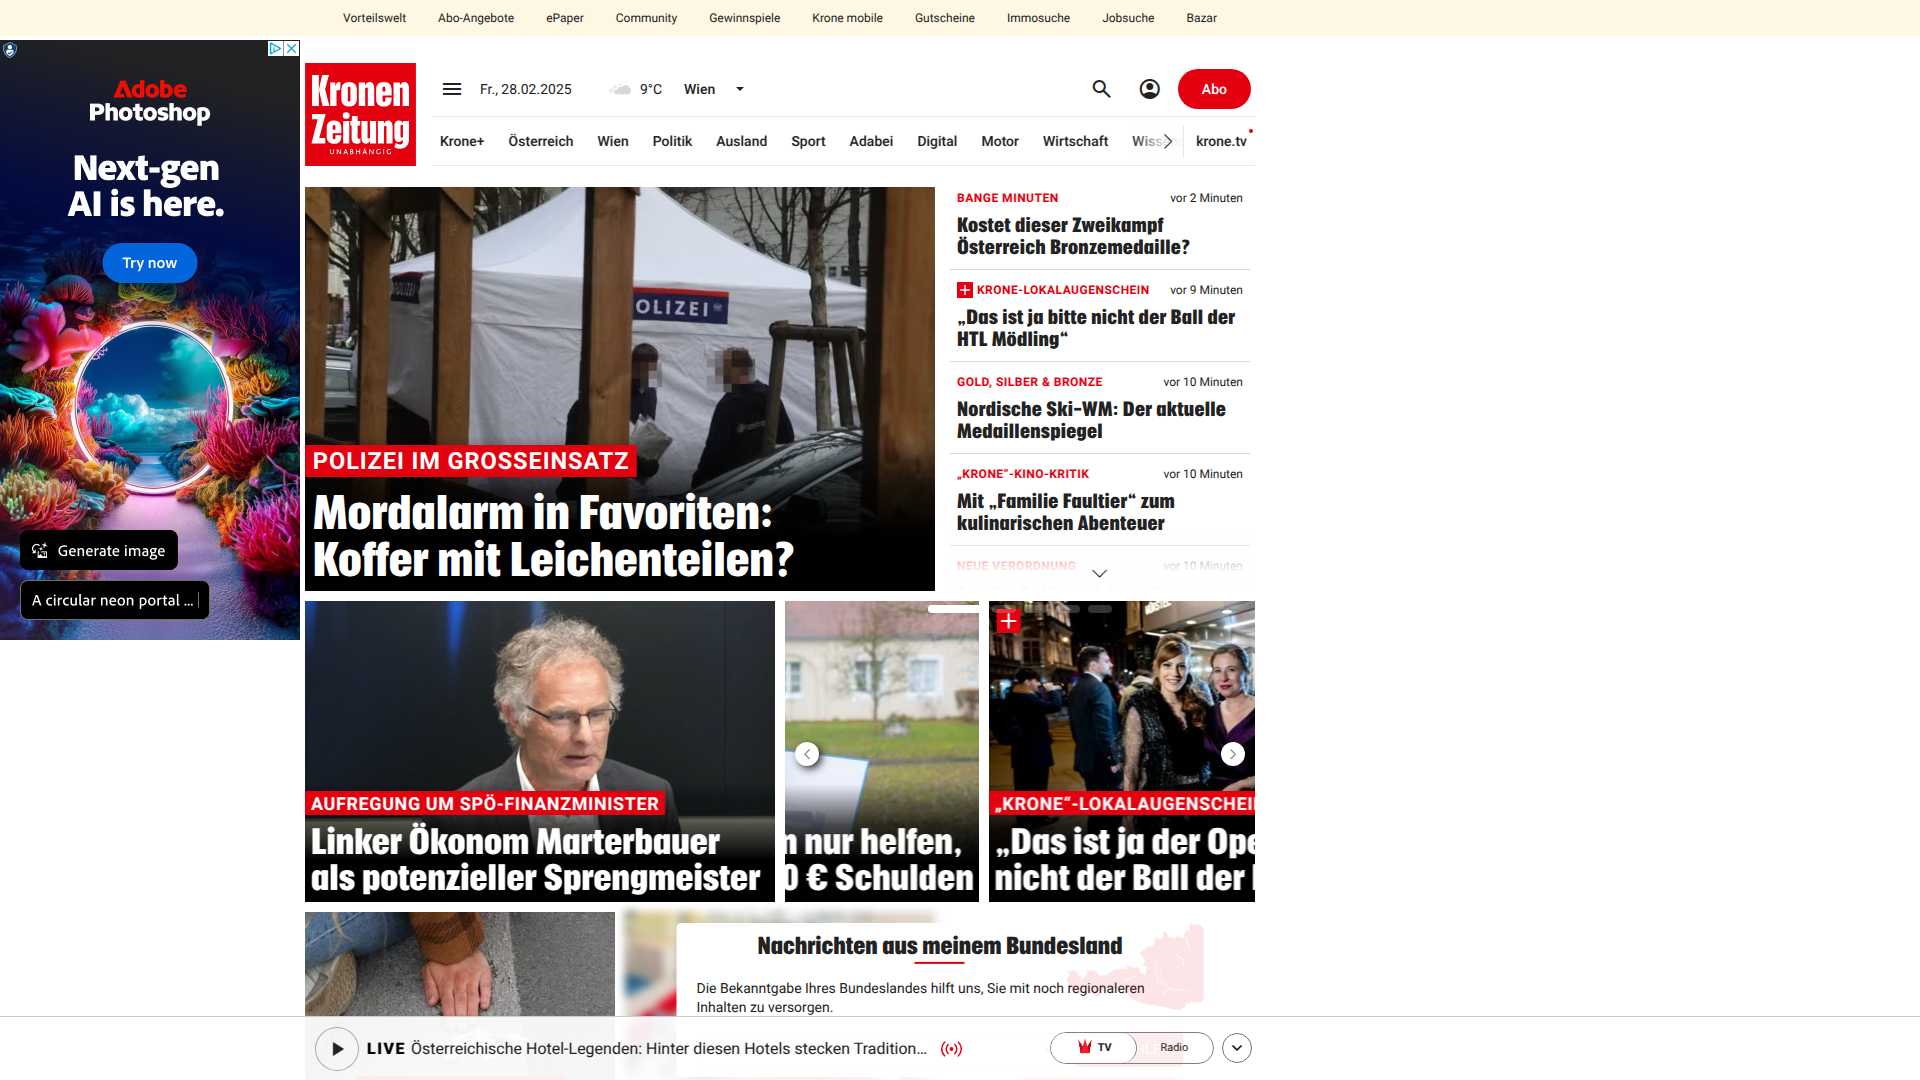 Vorteilswelt Abo-Angebote ePaper Community Gewinnspiele Krone mobile Gutscheine Immosuche Jobsuche Bazar
Adobe
Photoshop
Next-gen
AI is here.
Try now
Generate image
A circular neon portal ...
Kronen
Zeitung
UNABHÄNGIG
Fr., 28.02.2025 9°C Wien
Abo
Krone+ Österreich Wien Politik Ausland Sport Adabei Digital Motor Wirtschaft krone.tv
POLIZEI
POLIZEI IM GROSSEINSATZ
Mordalarm in Favoriten:
Koffer mit Leichenteilen?
BANGE MINUTEN vor 2 Minuten
Kostet dieser Zweikampf
Österreich Bronzemedaille?
KRONE-LOKALAUGENSCHEIN vor 9 Minuten
„Das ist ja bitte nicht der Ball der
HTL Mödling“
GOLD, SILBER & BRONZE vor 10 Minuten
Nordische Ski-WM: Der aktuelle
Medaillenspiegel
„KRONE“-KINO-KRITIK vor 10 Minuten
Mit „Familie Faultier“ zum
kulinarischen Abenteuer
NEUE VERORDNUNG vor 10 Minuten
AUFREGUNG UM SPÖ-FINANZMINISTER
Linker Ökonom Marterbauer
als potenzieller Sprengmeister
n nur helfen,
0 € Schulden
„KRONE“-LOKALAUGENSCHEI
„Das ist ja der Ope
nicht der Ball der
Nachrichten aus meinem Bundesland
Die Bekanntgabe Ihres Bundeslandes hilft uns, Sie mit noch regionaleren
Inhalten zu versorgen.
LIVE Österreichische Hotel-Legenden: Hinter diesen Hotels stecken Tradition...
TV Radio